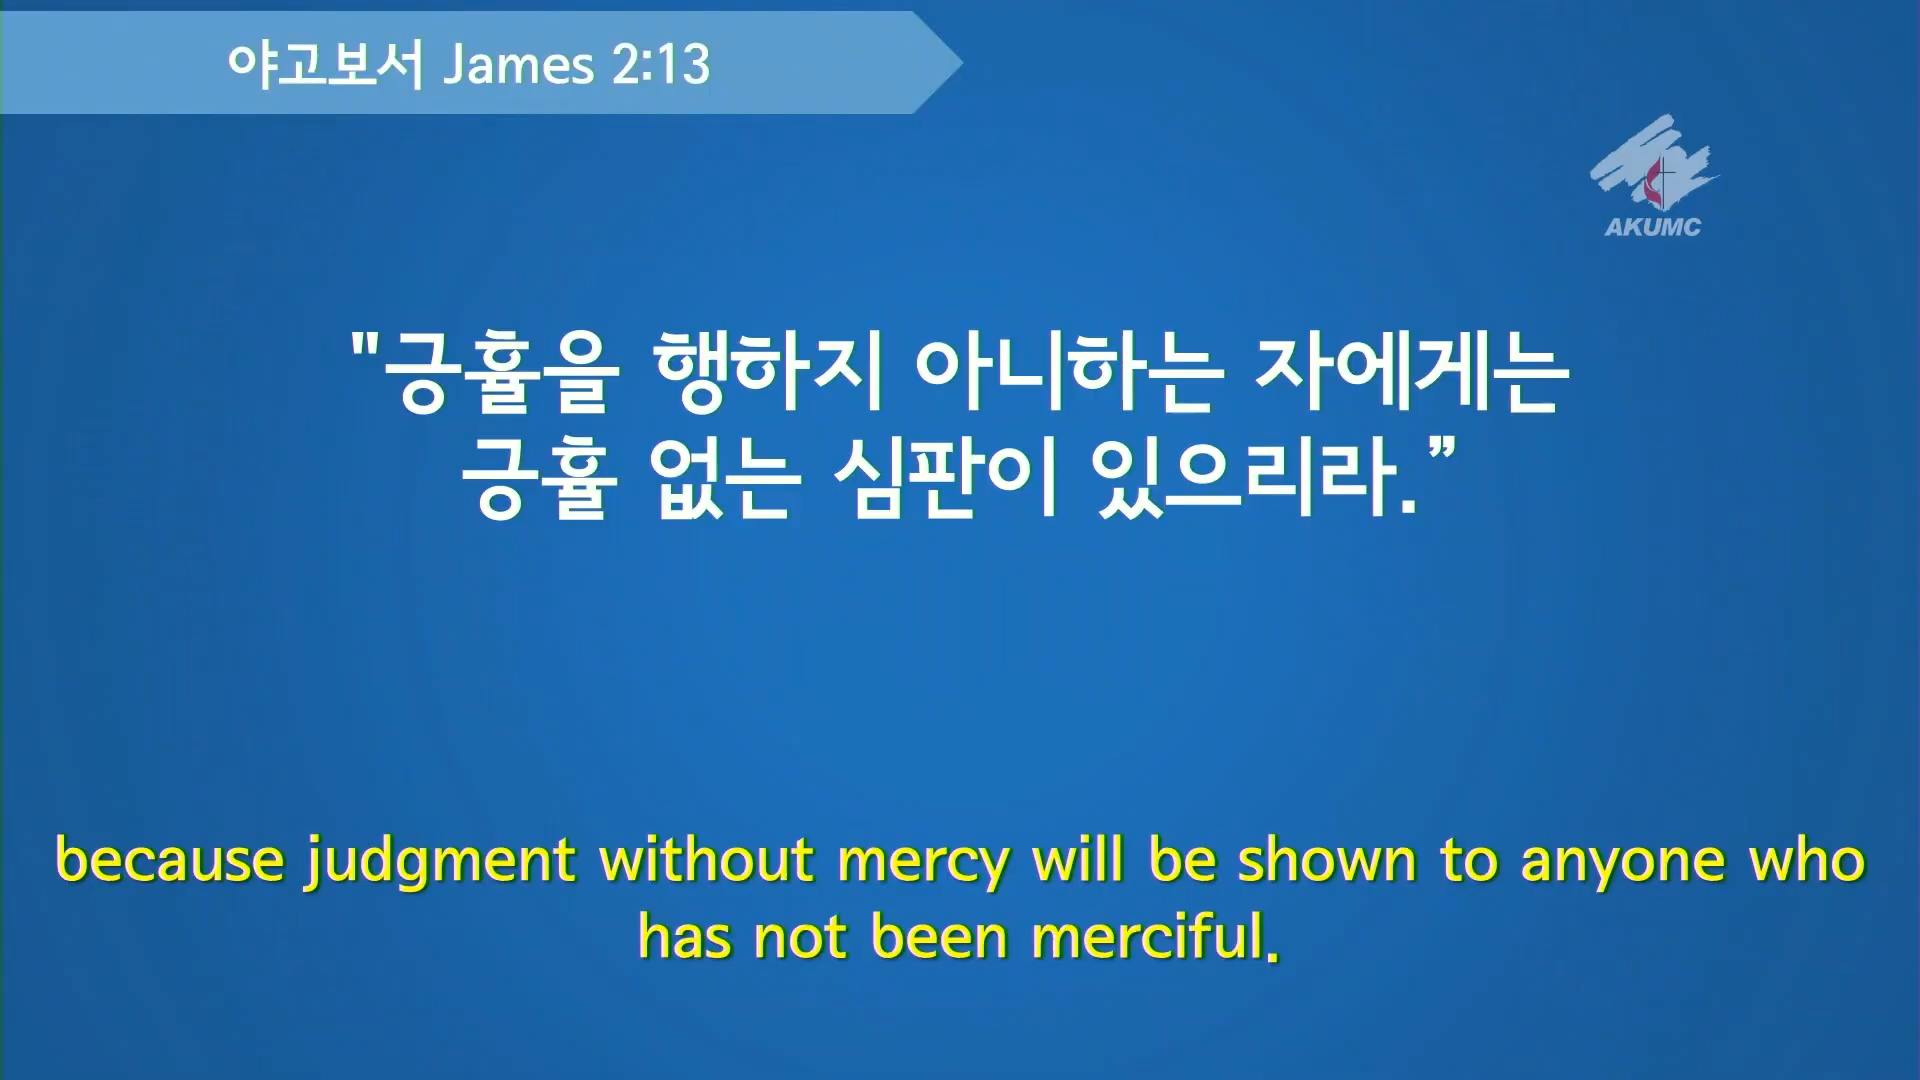 야고보서 James 2:13
AKUMC
"긍휼을 행하지 아니하는 자에게는
긍휼 없는 심판이 있으리라.”
because judgment without mercy will be shown to anyone who
has not been merciful.